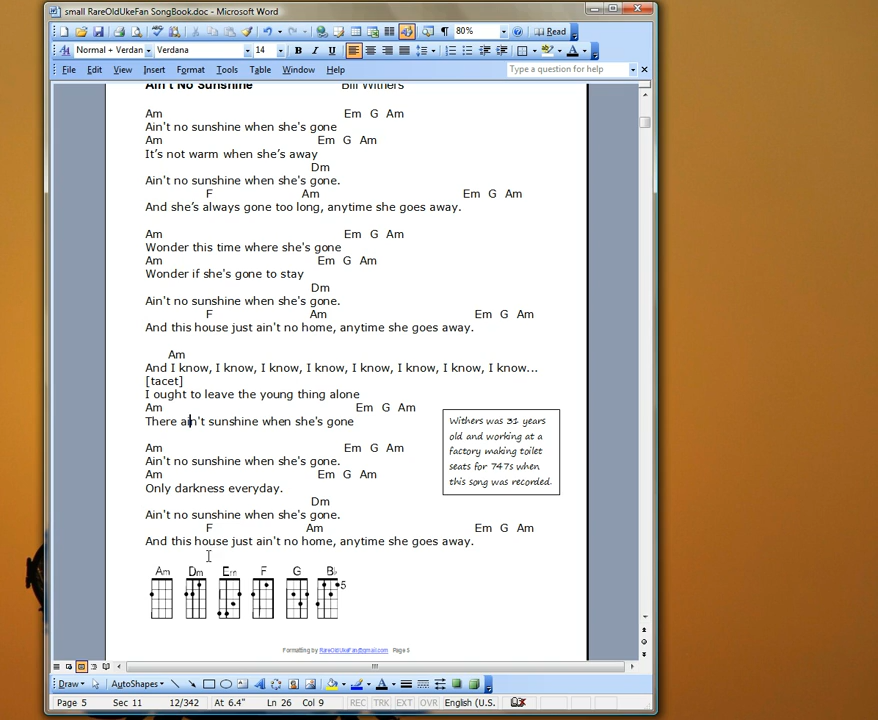 small RareOldUkeFan SongBook.doc - Microsoft Word
80% Read
Normal + Verdan Verdana 14 B I U
File Edit View Insert Format Tools Table Window Help Type a question for help
Ain't No Sunshine Bill Withers
Am Em G Am
Ain't no sunshine when she's gone
Am Em G Am
It's not warm when she's away
Dm
Ain't no sunshine when she's gone.
F Am Em G Am
And she's always gone too long, anytime she goes away.
Am Em G Am
Wonder this time where she's gone
Am Em G Am
Wonder if she's gone to stay
Dm
Ain't no sunshine when she's gone.
F Am Em G Am
And this house just ain't no home, anytime she goes away.
Am
And I know, I know, I know, I know, I know, I know, I know, I know...
[tacet]
I ought to leave the young thing alone
Am Em G Am
There ain't sunshine when she's gone
Withers was 31 years
old and working at a
factory making toilet
seats for 747s when
this song was recorded.
Am Em G Am
Ain't no sunshine when she's gone.
Am Em G Am
Only darkness everyday.
Dm
Ain't no sunshine when she's gone.
F Am Em G Am
And this house just ain't no home, anytime she goes away.
Am Dm Em F G B♭
5
Formatting by RareOldUkeFan@gmail.com Page 5
Draw AutoShapes
Page 5 Sec 11 12/342 At 6.4" Ln 26 Col 9 REC TRK EXT OVR English (U.S.